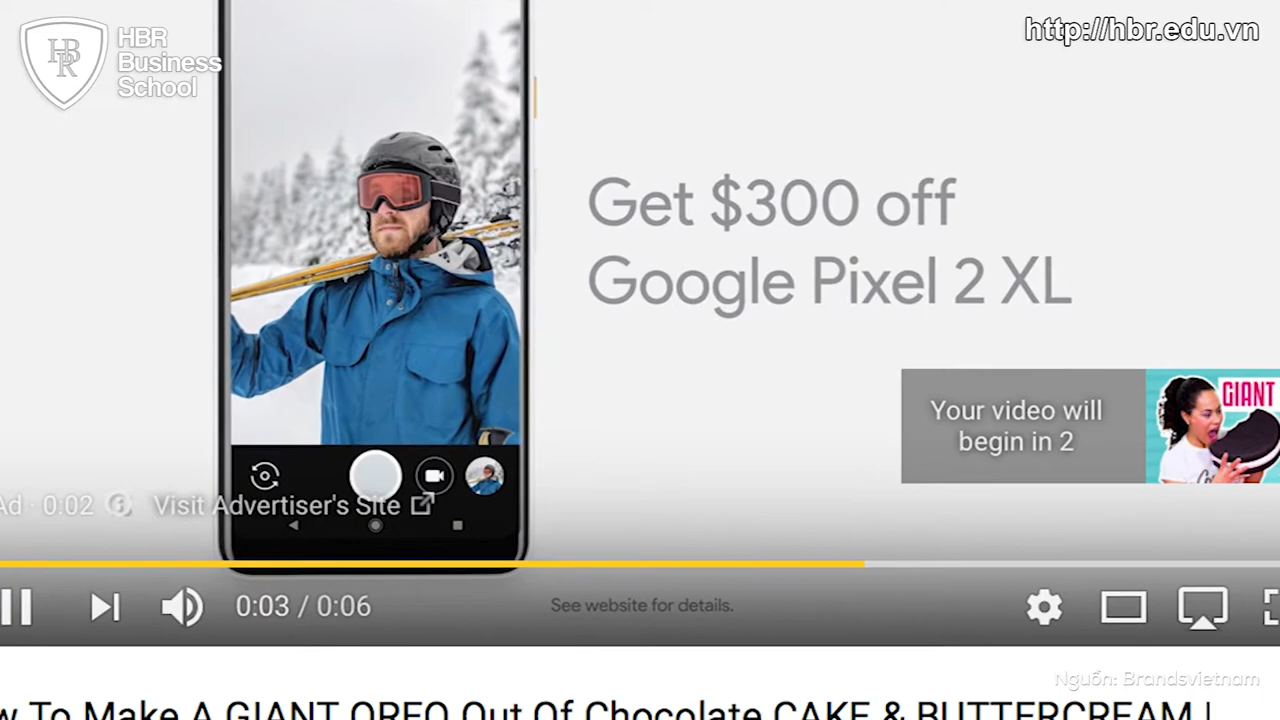 HBR
Business
School
http://hbr.edu.vn
Get $300 off
Google Pixel 2 XL
Your video will
begin in 2
GIANT
Ad · 0:02
Visit Advertiser's Site
0:03 / 0:06
See website for details.
Nguồn: Brandsvietnam
To Make A GIANT OREO Out Of Chocolate CAKE & BUTTERCREAM |